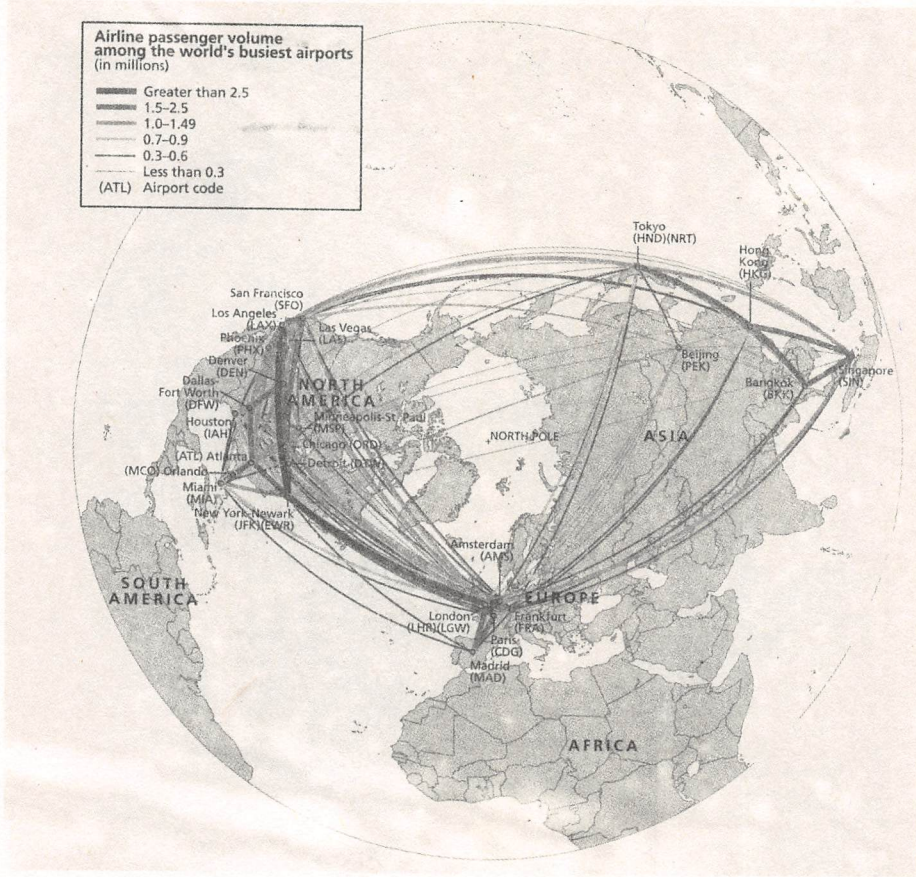 Airline passenger volume
among the world's busiest airports
(in millions)
Greater than 2.5
1.5–2.5
1.0–1.49
0.7–0.9
0.3–0.6
Less than 0.3
(ATL) Airport code
Tokyo
(HND)(NRT)
Hong
Kong
(HKG)
San Francisco
(SFO)
Los Angeles
(LAX)
Las Vegas
(LAS)
Phoenix
(PHX)
Denver
(DEN)
Beijing
(PEK)
Singapore
(SIN)
Bangkok
(BKK)
Dallas-
Fort Worth
(DFW)
NORTH
AMERICA
Minneapolis-St. Paul
(MSP)
Houston
(IAH)
Chicago (ORD)
NORTH POLE
ASIA
(ATL) Atlanta
Detroit (DTW)
(MCO) Orlando
Miami
(MIA)
New York-Newark
(JFK)(EWR)
Amsterdam
(AMS)
SOUTH
AMERICA
EUROPE
London
(LHR)(LGW)
Frankfurt
(FRA)
Paris
(CDG)
Madrid
(MAD)
AFRICA